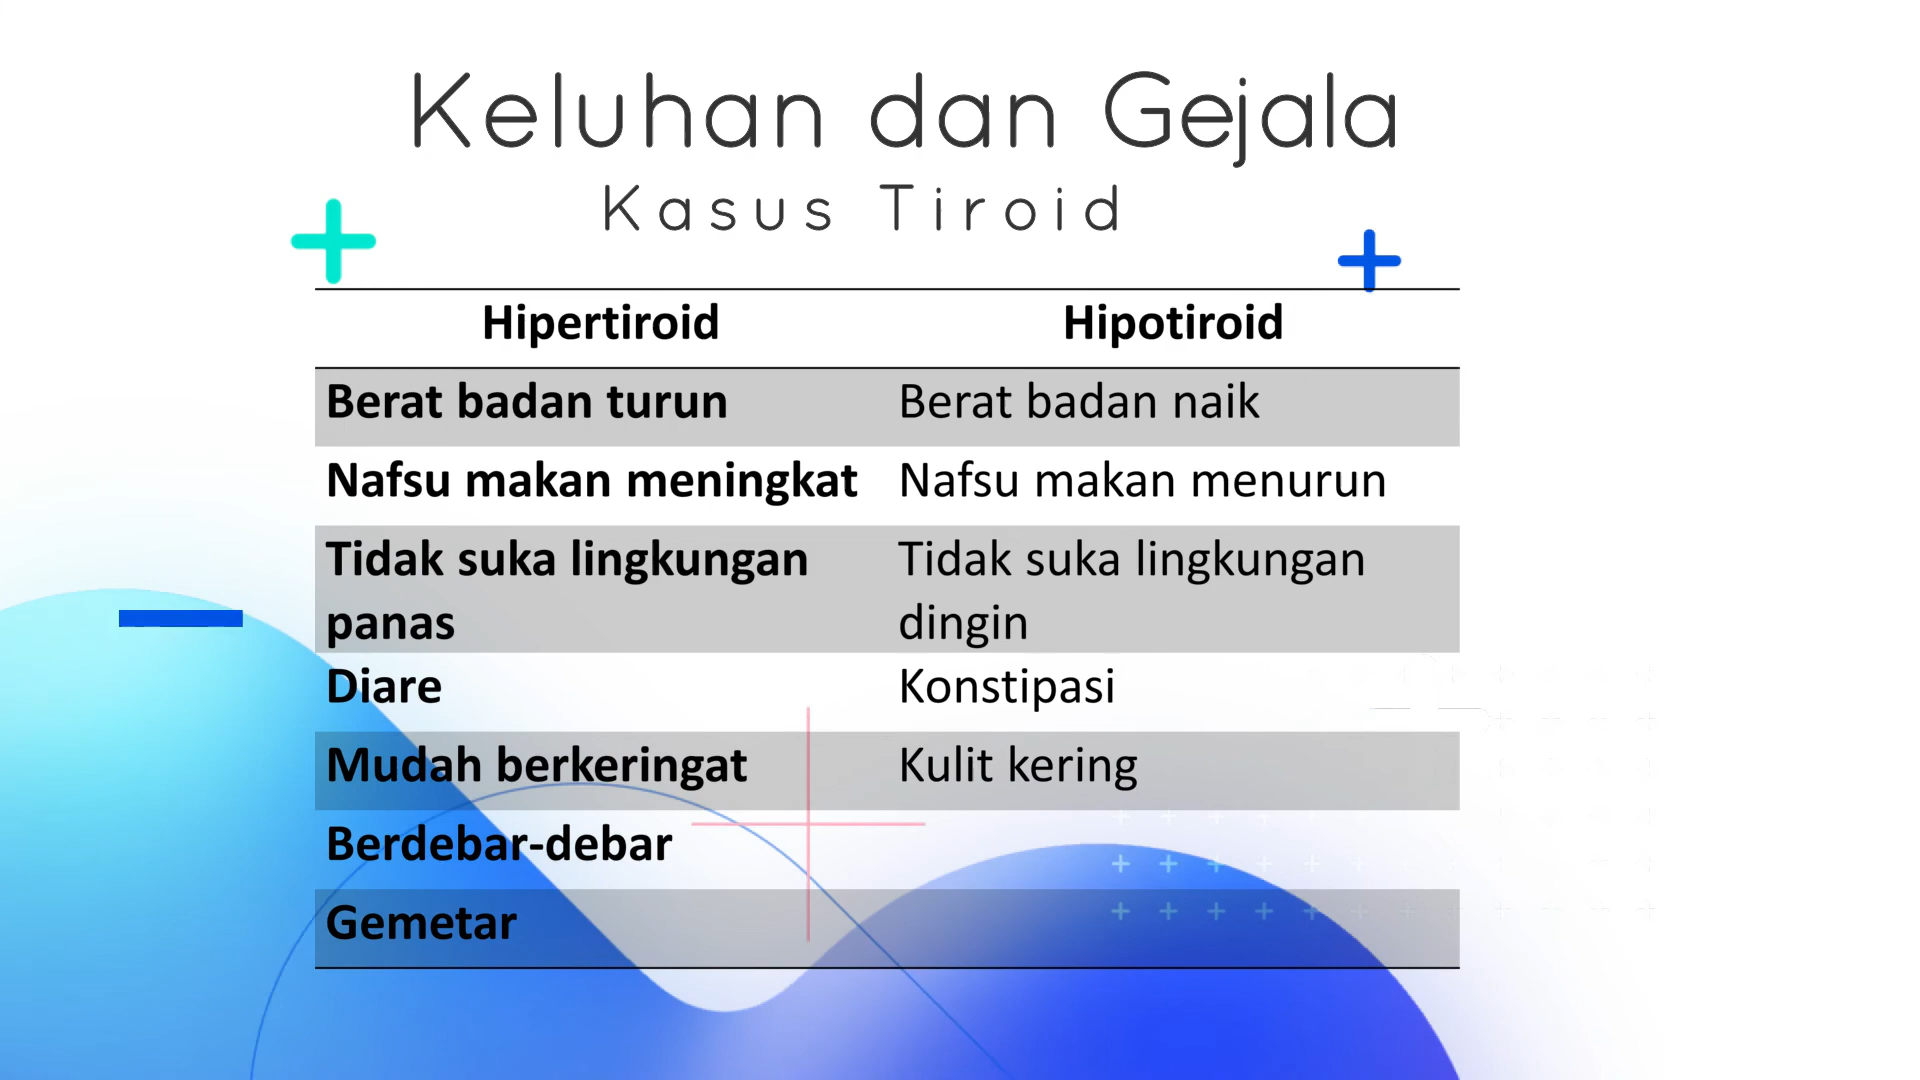 Keluhan dan Gejala
Kasus Tiroid
Hipertiroid Hipotiroid
Berat badan turun Berat badan naik
Nafsu makan meningkat Nafsu makan menurun
Tidak suka lingkungan Tidak suka lingkungan
panas dingin
Diare Konstipasi
Mudah berkeringat Kulit kering
Berdebar-debar
Gemetar